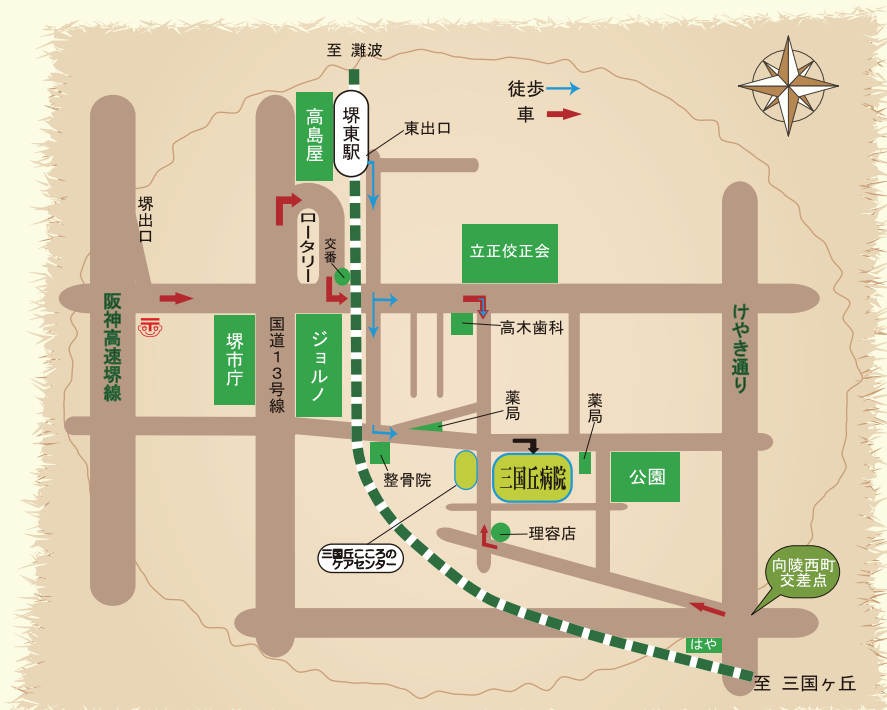 至 灘波
徒歩
車
高島屋
堺東駅
東出口
堺出口
ロータリー
交番
立正佼正会
阪神高速堺線
けやき通り
高木歯科
国道13号線
堺市庁
ジョルノ
薬局
薬局
整骨院
三国丘病院
公園
理容店
三国丘こころの
ケアセンター
向陵西町
交差点
はや
至 三国ヶ丘